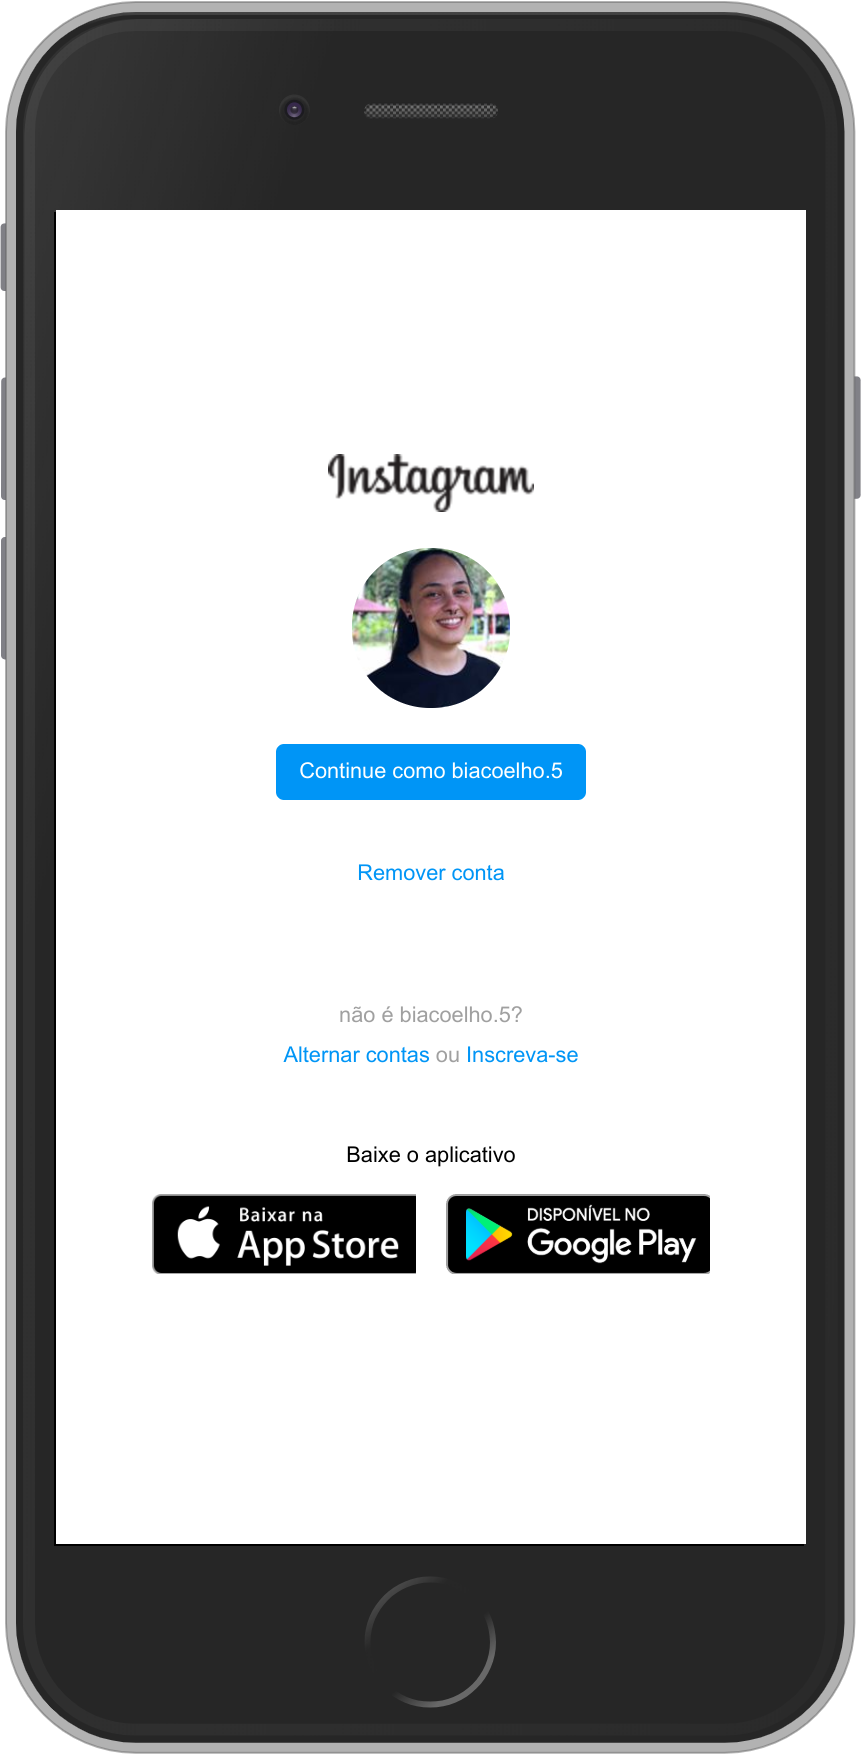 Instagram
Continue como biacoelho.5
Remover conta
não é biacoelho.5?
Alternar contas ou Inscreva-se
Baixe o aplicativo
Baixar na
App Store
DISPONÍVEL NO
Google Play